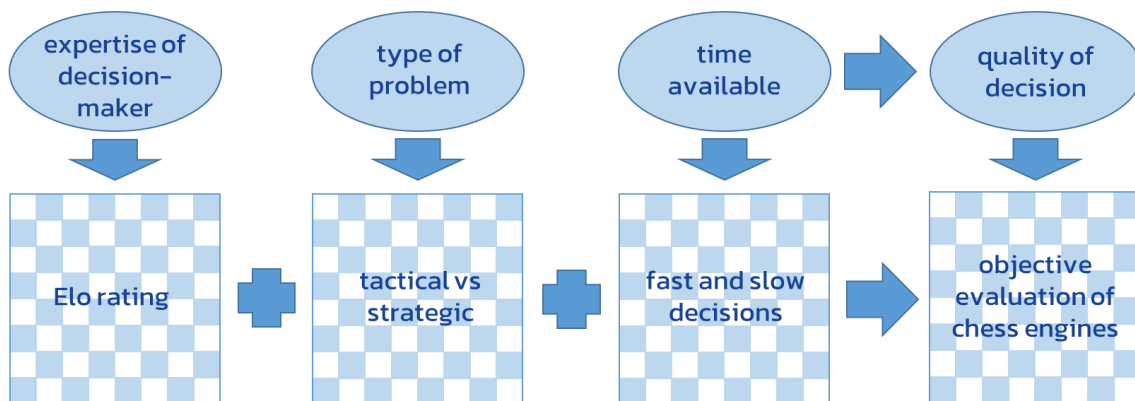 expertise of
decision-
maker
type of
problem
time
available
quality of
decision
Elo rating
tactical vs
strategic
fast and slow
decisions
objective
evaluation of
chess engines